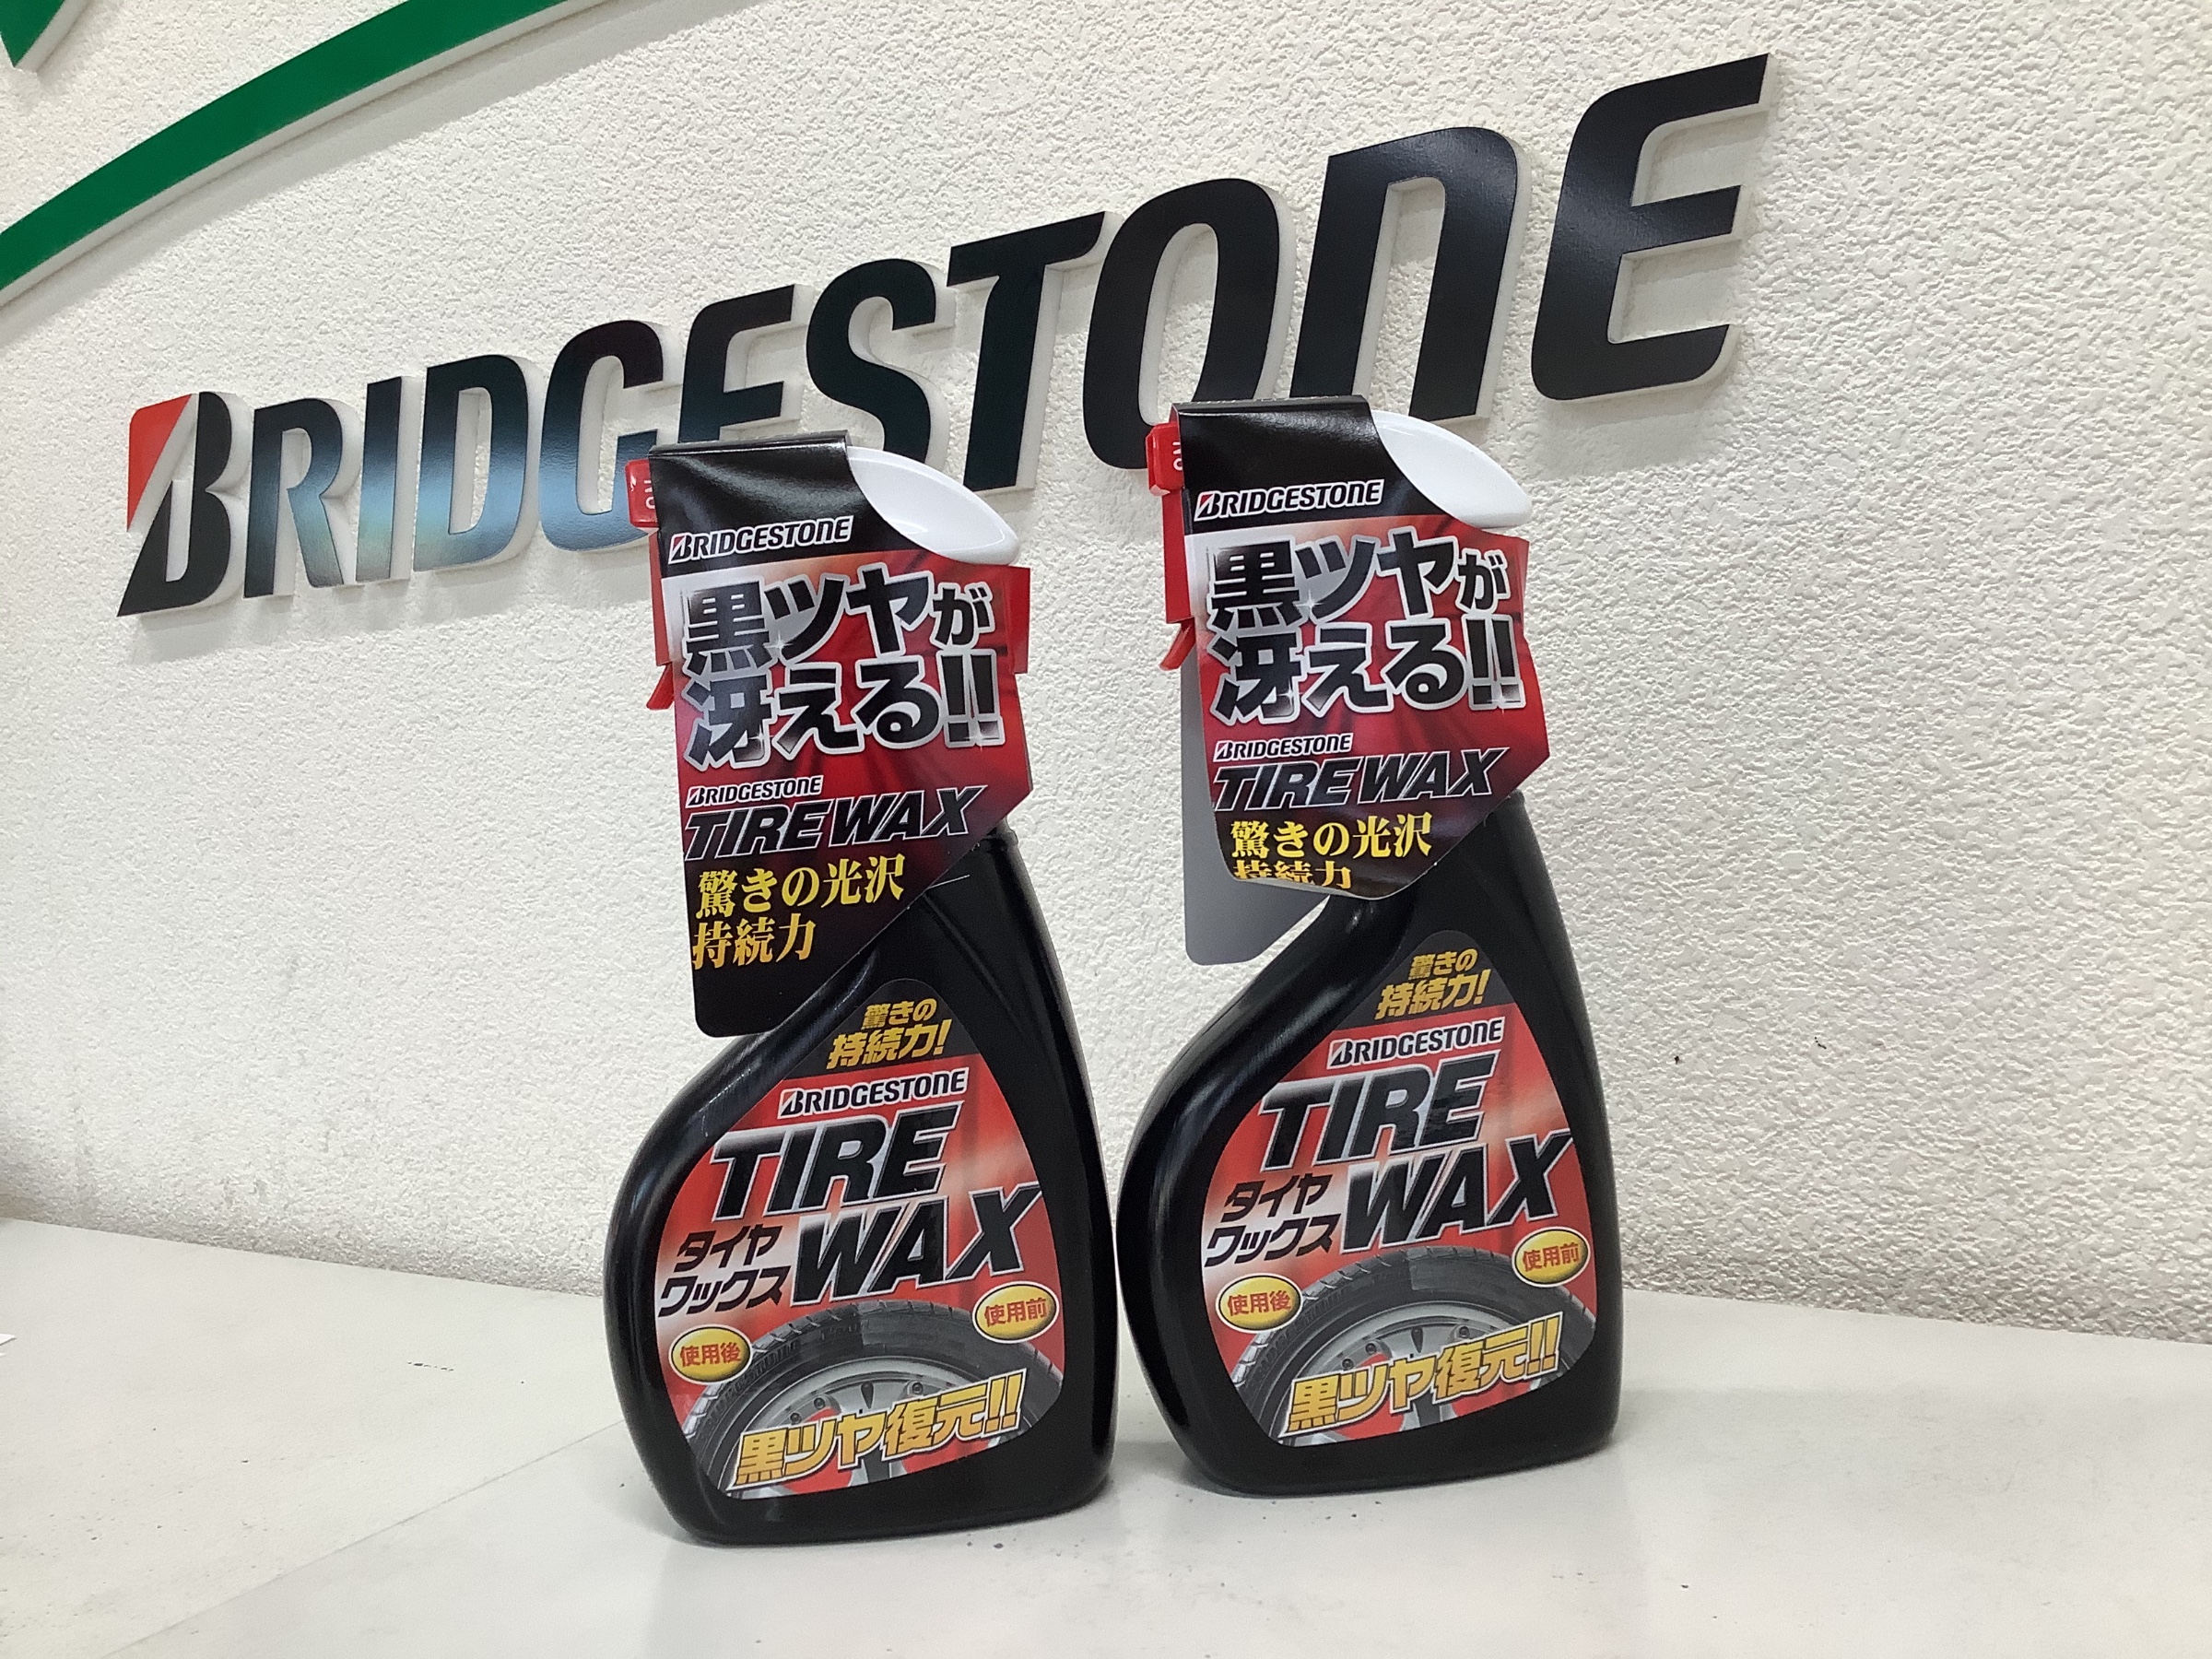 BRIDGESTONE
BRIDGESTONE
黒ツヤが
冴える!!
BRIDGESTONE
TIRE WAX
驚きの光沢
持続力
驚きの
持続力!
BRIDGESTONE
TIRE
WAX
タイヤ
ワックス
使用後
使用前
黒ツヤ復元!!
BRIDGESTONE
黒ツヤが
冴える!!
BRIDGESTONE
TIRE WAX
驚きの光沢
持続力
驚きの
持続力!
BRIDGESTONE
TIRE
WAX
タイヤ
ワックス
使用後
使用前
黒ツヤ復元!!